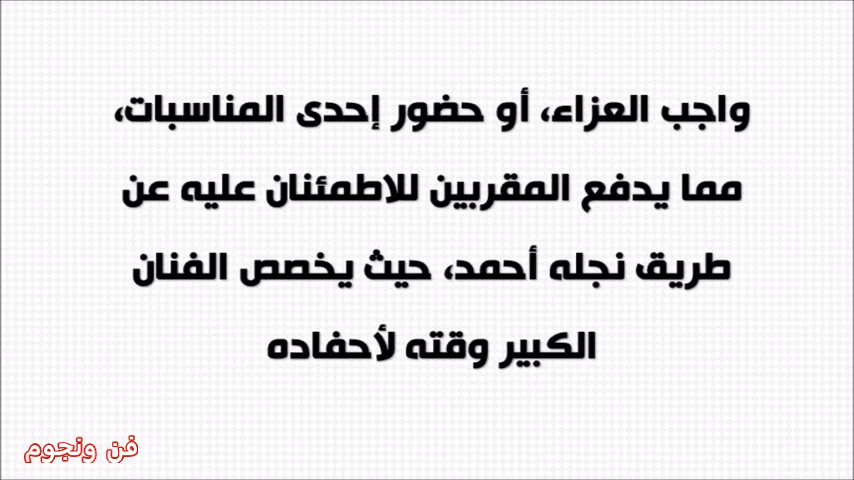 واجب العزاء، أو حضور إحدى المناسبات،
مما يدفع المقربين للاطمئنان عليه عن
طريق نجله أحمد، حيث يخصص الفنان
الكبير وقته لأحفاده
فن ونجوم